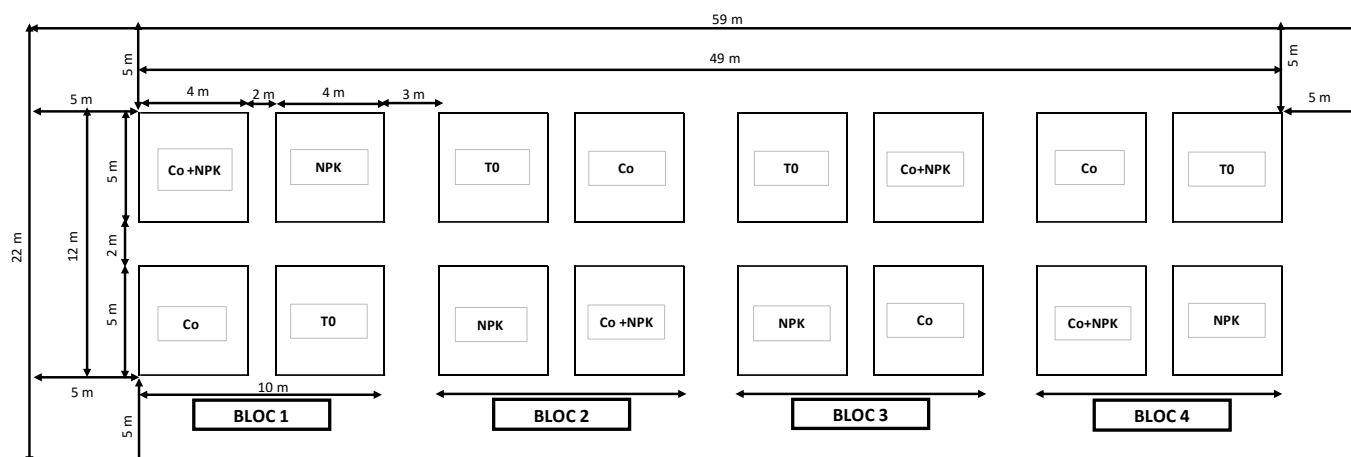 59 m
5 m
49 m
5 m
5 m
4 m
2 m
4 m
3 m
5 m
5 m
Co +NPK
NPK
T0
Co
T0
Co+NPK
Co
T0
22 m
12 m
2 m
5 m
Co
T0
NPK
Co +NPK
NPK
Co
Co+NPK
NPK
5 m
10 m
5 m
BLOC 1
BLOC 2
BLOC 3
BLOC 4